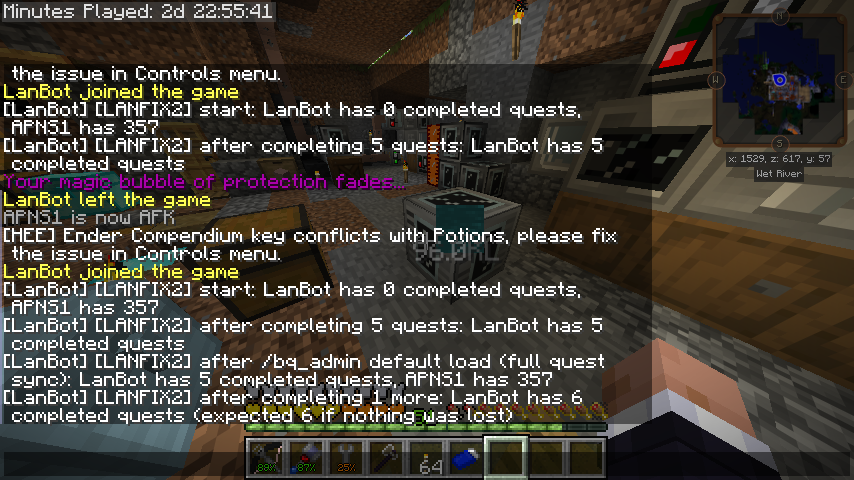 Minutes Played: 2d 22:55:41
the issue in Controls menu.
LanBot joined the game
[LanBot] [LANFIX2] start: LanBot has 0 completed quests,
APNS1 has 357
[LanBot] [LANFIX2] after completing 5 quests: LanBot has 5
completed quests
Your magic bubble of protection fades...
LanBot left the game
APNS1 is now AFK
[HEE] Ender Compendium key conflicts with Potions, please fix
the issue in Controls menu.
LanBot joined the game
[LanBot] [LANFIX2] start: LanBot has 0 completed quests,
APNS1 has 357
[LanBot] [LANFIX2] after completing 5 quests: LanBot has 5
completed quests
[LanBot] [LANFIX2] after /bq_admin default load (full quest
sync): LanBot has 5 completed quests, APNS1 has 357
[LanBot] [LANFIX2] after completing 1 more: LanBot has 6
completed quests (expected 6 if nothing was lost)
96.0mL
N
W
E
S
x: 1529, z: 617, y: 57
Wet River
88%
87%
25%
64